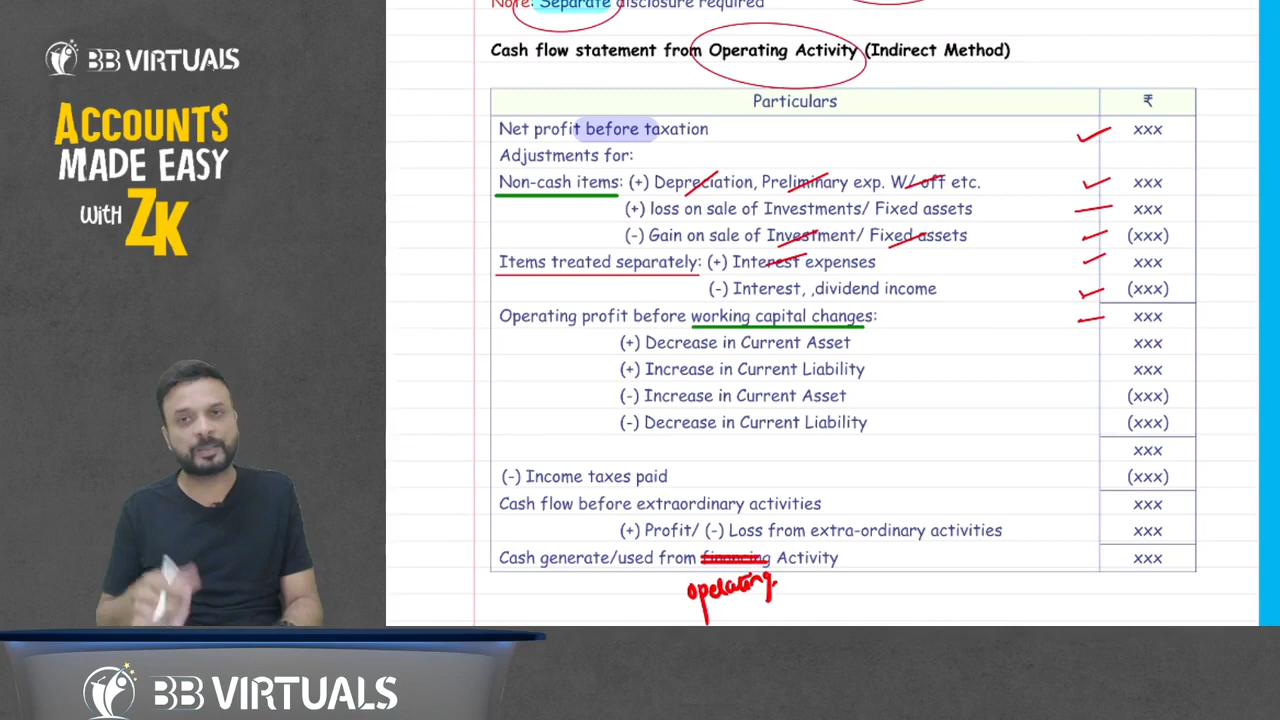 BB VIRTUALS
ACCOUNTS
MADE EASY
WITH ZK
Note: Separate disclosure required
Cash flow statement from Operating Activity (Indirect Method)
Particulars ₹
Net profit before taxation xxx
Adjustments for:
Non-cash items: (+) Depreciation, Preliminary exp. W/ off etc. xxx
(+) loss on sale of Investments/ Fixed assets xxx
(-) Gain on sale of Investment/ Fixed assets (xxx)
Items treated separately: (+) Interest expenses xxx
(-) Interest, ,dividend income (xxx)
Operating profit before working capital changes: xxx
(+) Decrease in Current Asset xxx
(+) Increase in Current Liability xxx
(-) Increase in Current Asset (xxx)
(-) Decrease in Current Liability (xxx)
xxx
(-) Income taxes paid (xxx)
Cash flow before extraordinary activities xxx
(+) Profit/ (-) Loss from extra-ordinary activities xxx
Cash generate/used from financing Activity xxx
operating.
BB VIRTUALS